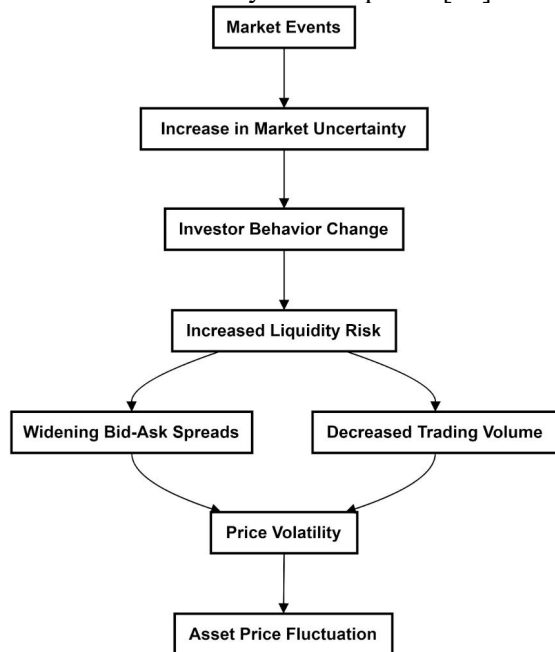 Market Events
Increase in Market Uncertainty
Investor Behavior Change
Increased Liquidity Risk
Widening Bid-Ask Spreads
Decreased Trading Volume
Price Volatility
Asset Price Fluctuation